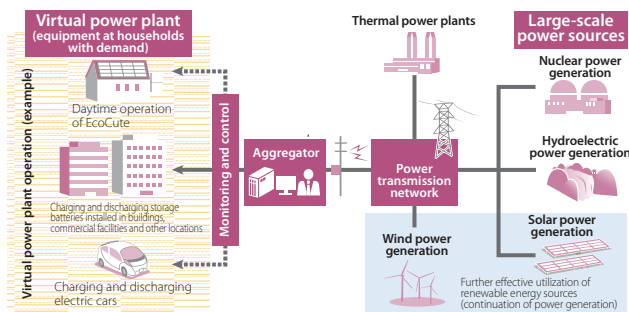 Virtual power plant
(equipment at households
with demand)
Virtual power plant operation (example)
Daytime operation
of EcoCute
Charging and discharging storage
batteries installed in buildings,
commercial facilities and other locations
Charging and discharging
electric cars
Monitoring and control
Aggregator
Thermal power plants
Power
transmission
network
Wind power
generation
Large-scale
power sources
Nuclear power
generation
Hydroelectric
power generation
Solar power
generation
Further effective utilization of
renewable energy sources
(continuation of power generation)